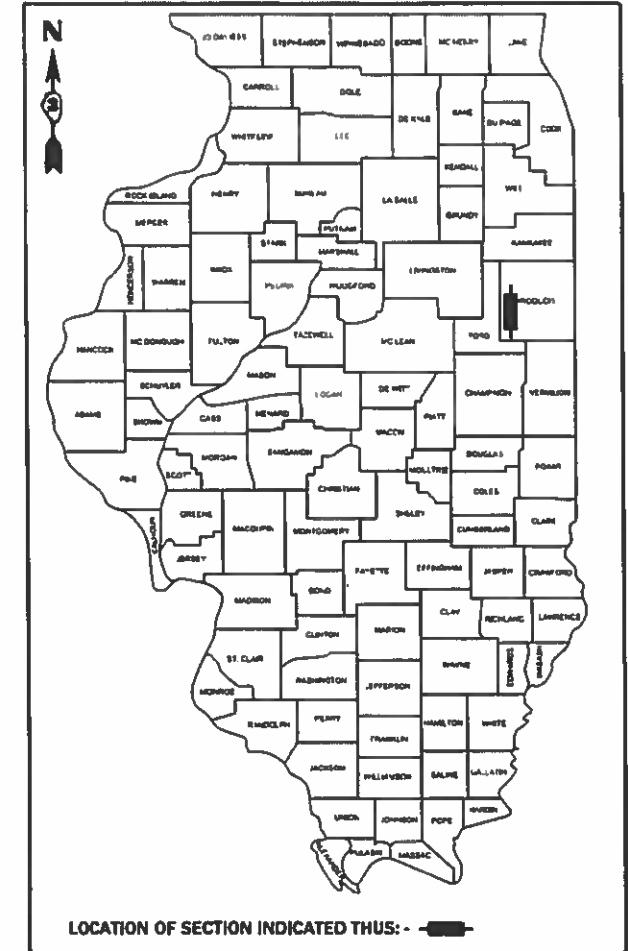 N
STEPHENSON
WINNEBAGO
BOONE
MC HENRY
LAKE
CARROLL
OGLE
DE KALB
KANE
DU PAGE
COOK
WHITESIDE
LEE
KENDALL
WILL
ROCK ISLAND
HENRY
BUREAU
LA SALLE
GRUNDY
MERCER
PUTNAM
KANKAKEE
STARK
MARSHALL
HENDERSON
WARREN
KNOX
PEORIA
WOODFORD
LIVINGSTON
IROQUOIS
HANCOCK
MC DONOUGH
FULTON
TAZEWELL
MC LEAN
FORD
SCHUYLER
MASON
LOGAN
DE WITT
CHAMPAIGN
VERMILION
ADAMS
BROWN
CASS
MENARD
PIATT
MACON
MORGAN
SANGAMON
DOUGLAS
EDGAR
PIKE
SCOTT
CHRISTIAN
MOULTRIE
COLES
GREENE
MACOUPIN
MONTGOMERY
SHELBY
CUMBERLAND
CLARK
CALHOUN
JERSEY
FAYETTE
EFFINGHAM
JASPER
CRAWFORD
MADISON
BOND
CLAY
RICHLAND
LAWRENCE
CLINTON
MARION
ST. CLAIR
WAYNE
EDWARDS
WABASH
WASHINGTON
JEFFERSON
MONROE
RANDOLPH
PERRY
HAMILTON
WHITE
FRANKLIN
JACKSON
WILLIAMSON
SALINE
GALLATIN
UNION
JOHNSON
POPE
HARDIN
ALEXANDER
PULASKI
MASSAC
LOCATION OF SECTION INDICATED THUS: -